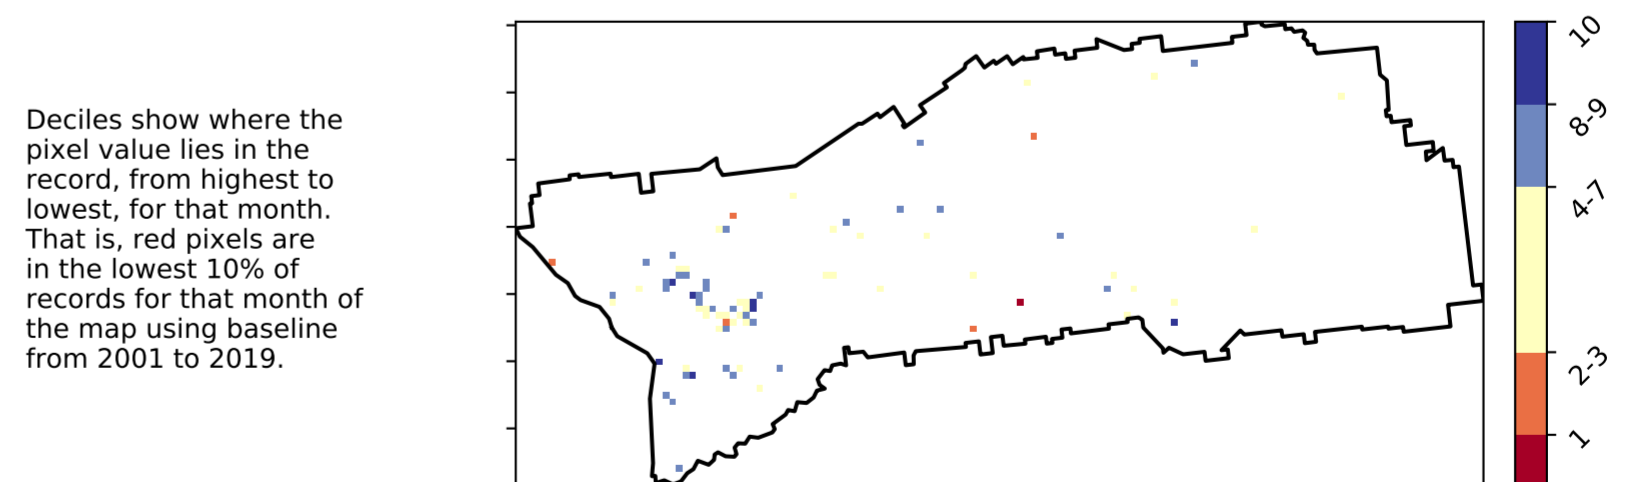 Deciles show where the
pixel value lies in the
record, from highest to
lowest, for that month.
That is, red pixels are
in the lowest 10% of
records for that month of
the map using baseline
from 2001 to 2019.
10
8-9
4-7
2-3
1